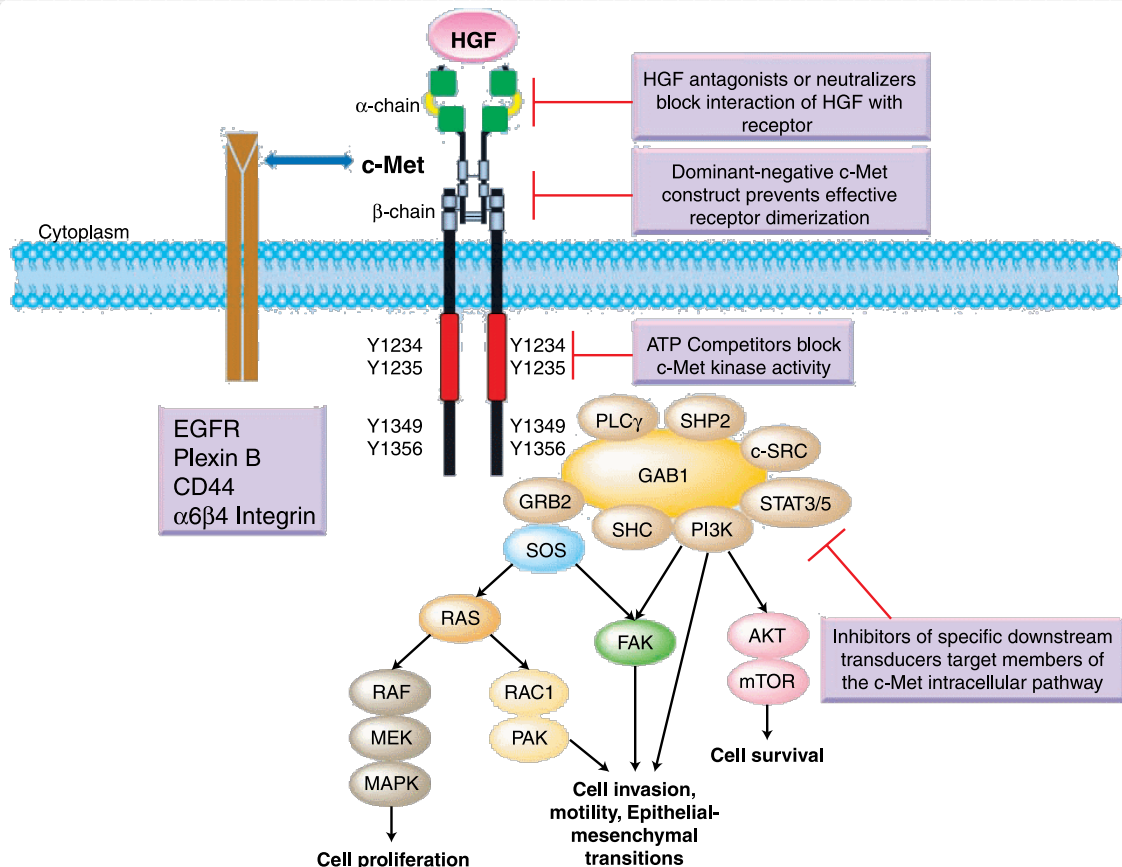 HGF
HGF antagonists or neutralizers
block interaction of HGF with
receptor
α-chain
c-Met
Dominant-negative c-Met
construct prevents effective
receptor dimerization
β-chain
Cytoplasm
Y1234
Y1235
Y1234
Y1235
ATP Competitors block
c-Met kinase activity
Y1349
Y1356
Y1349
Y1356
EGFR
Plexin B
CD44
α6β4 Integrin
PLCγ
SHP2
c-SRC
GAB1
STAT3/5
GRB2
SHC
PI3K
SOS
RAS
FAK
AKT
mTOR
Inhibitors of specific downstream
transducers target members of
the c-Met intracellular pathway
RAF
MEK
MAPK
RAC1
PAK
Cell survival
Cell invasion,
motility, Epithelial-
mesenchymal
transitions
Cell proliferation